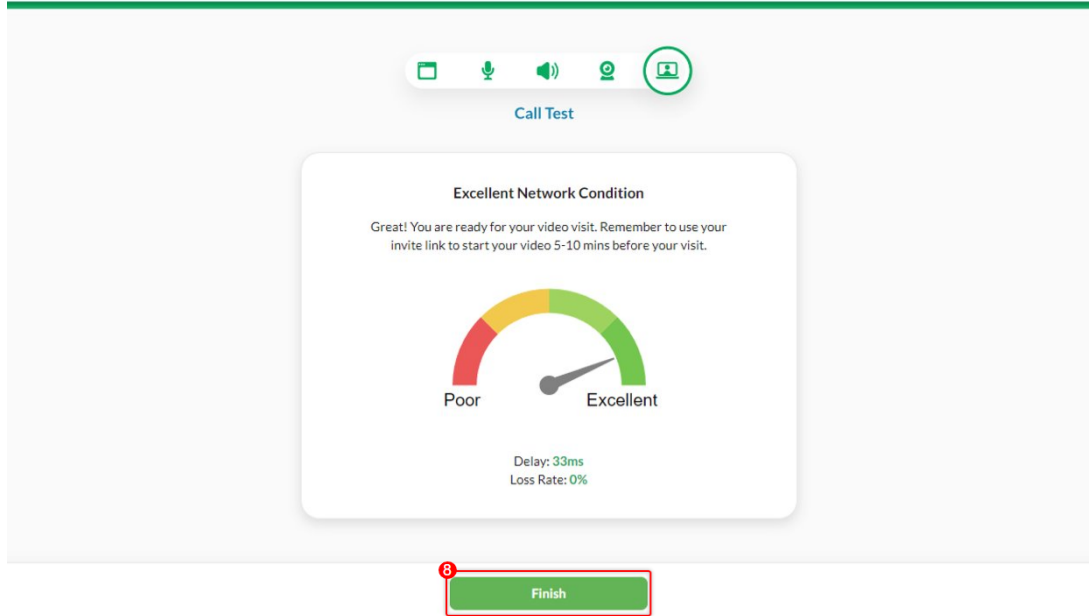 Call Test
Excellent Network Condition
Great! You are ready for your video visit. Remember to use your
invite link to start your video 5-10 mins before your visit.
Poor
Excellent
Delay: 33ms
Loss Rate: 0%
8
Finish